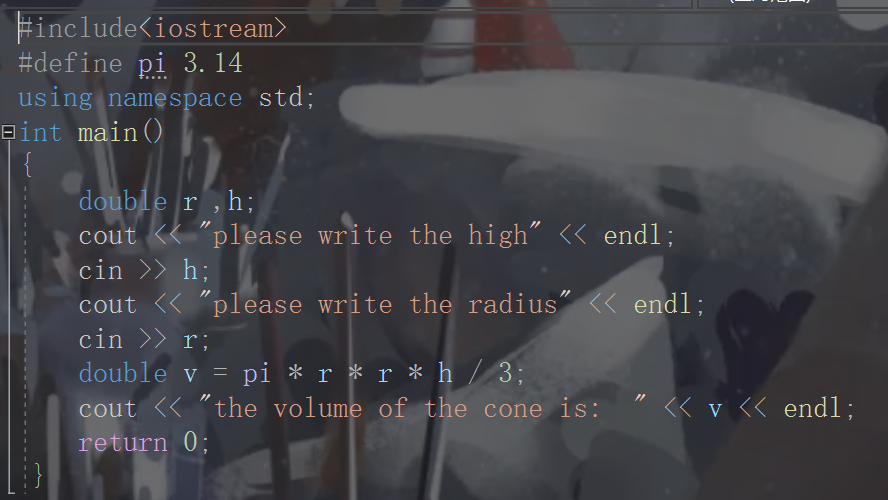 #include<iostream>
#define pi 3.14
using namespace std;
int main()
{
double r ,h;
cout << "please write the high" << endl;
cin >> h;
cout << "please write the radius" << endl;
cin >> r;
double v = pi * r * r * h / 3;
cout << "the volume of the cone is:  " << v << endl;
return 0;
}